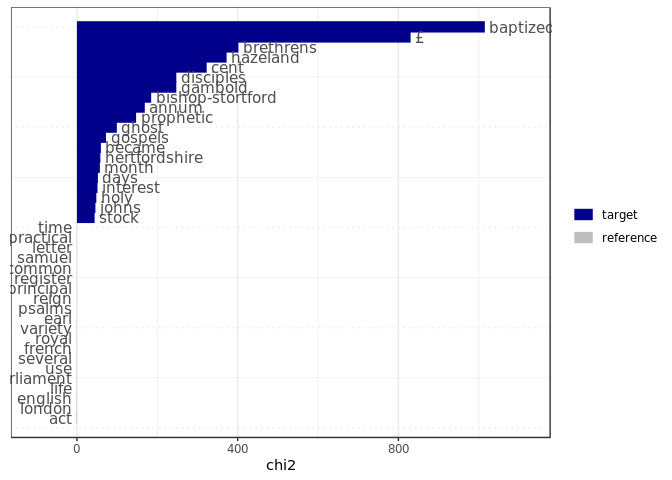 baptized
£
brethrens
hazeland
cent
disciples
gambold
bishop-stortford
annum
prophetic
ghost
gospels
became
hertfordshire
month
days
interest
holy
johns
stock
time
practical
letter
samuel
common
register
principal
reign
psalms
earl
variety
royal
french
several
use
rliament
life
english
london
act
target
reference
0 400 800
chi2